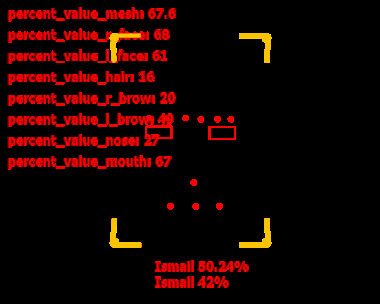 percent_value_mesh: 67.6
percent_value_r_face: 68
percent_value_l_face: 61
percent_value_hair: 16
percent_value_r_brow: 20
percent_value_l_brow: 40
percent_value_nose: 27
percent_value_mouth: 67
Ismail 50.24%
Ismail 42%